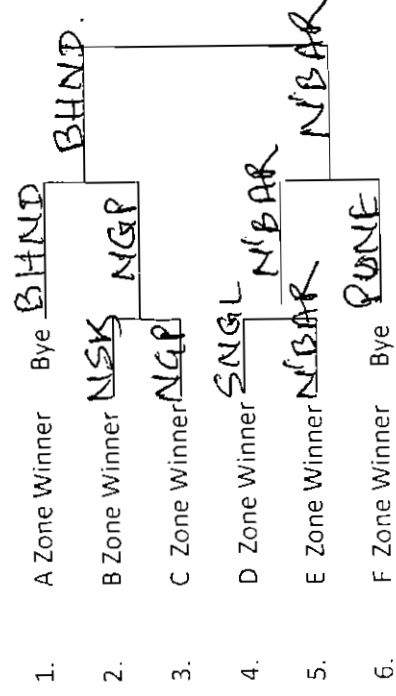 1. A Zone Winner Bye BHND
BHND.
2. B Zone Winner NSK
NGP
3. C Zone Winner NGP
4. D Zone Winner SNGL
N'BAR
5. E Zone Winner N'BAR
N'BAR
6. F Zone Winner Bye PUNE